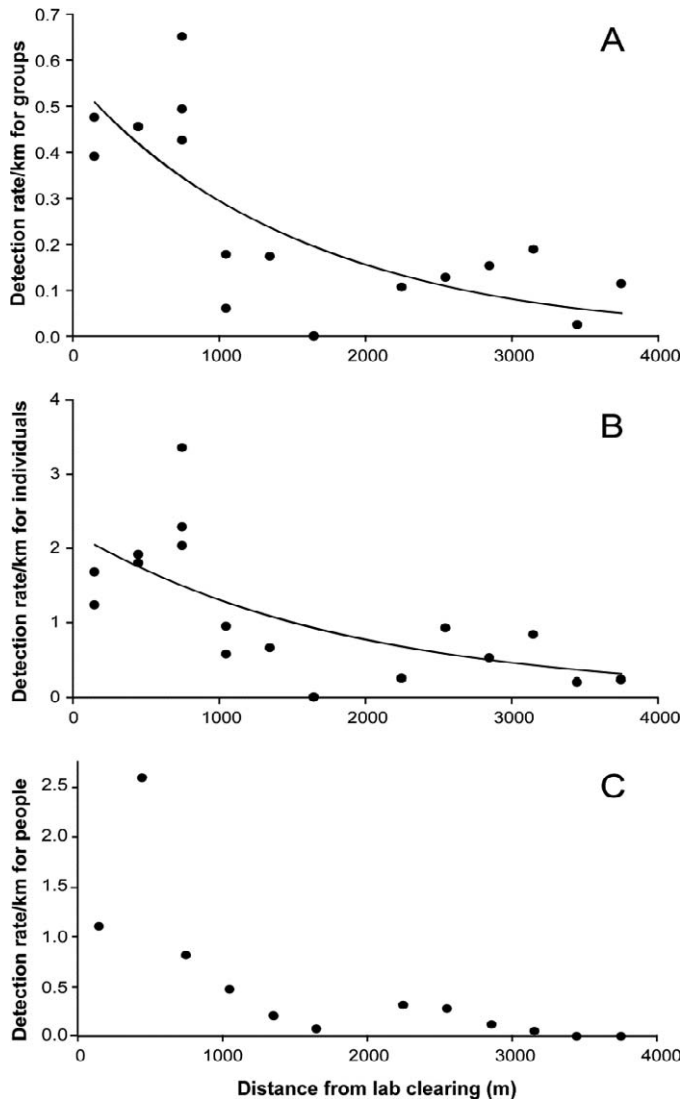 A
Detection rate/km for groups
0.7
0.6
0.5
0.4
0.3
0.2
0.1
0.0
0 1000 2000 3000 4000
B
Detection rate/km for individuals
4
3
2
1
0
0 1000 2000 3000 4000
C
Detection rate/km for people
2.5
2.0
1.5
1.0
0.5
0.0
0 1000 2000 3000 4000
Distance from lab clearing (m)